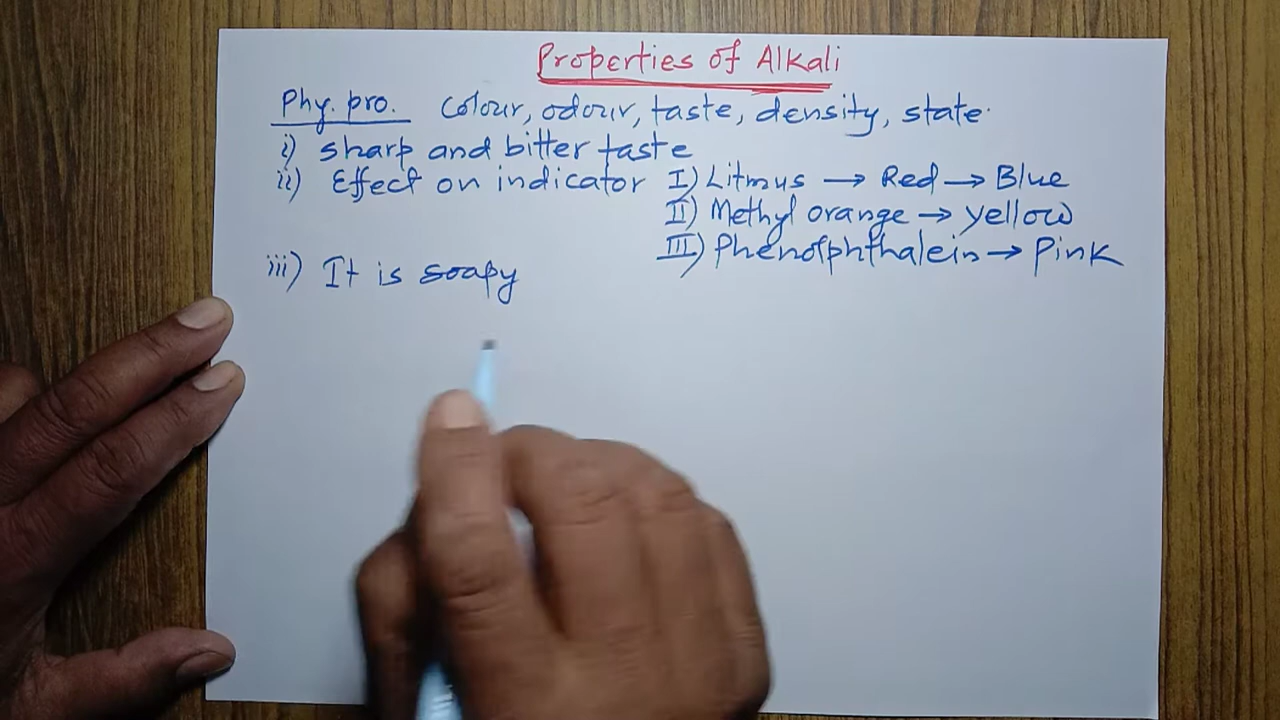 Properties of Alkali
Phy. pro. Colour, odour, taste, density, state.
i) sharp and bitter taste
ii) Effect on indicator I) Litmus → Red → Blue
II) Methyl orange → yellow
III) Phenolphthalein → Pink
iii) It is soapy